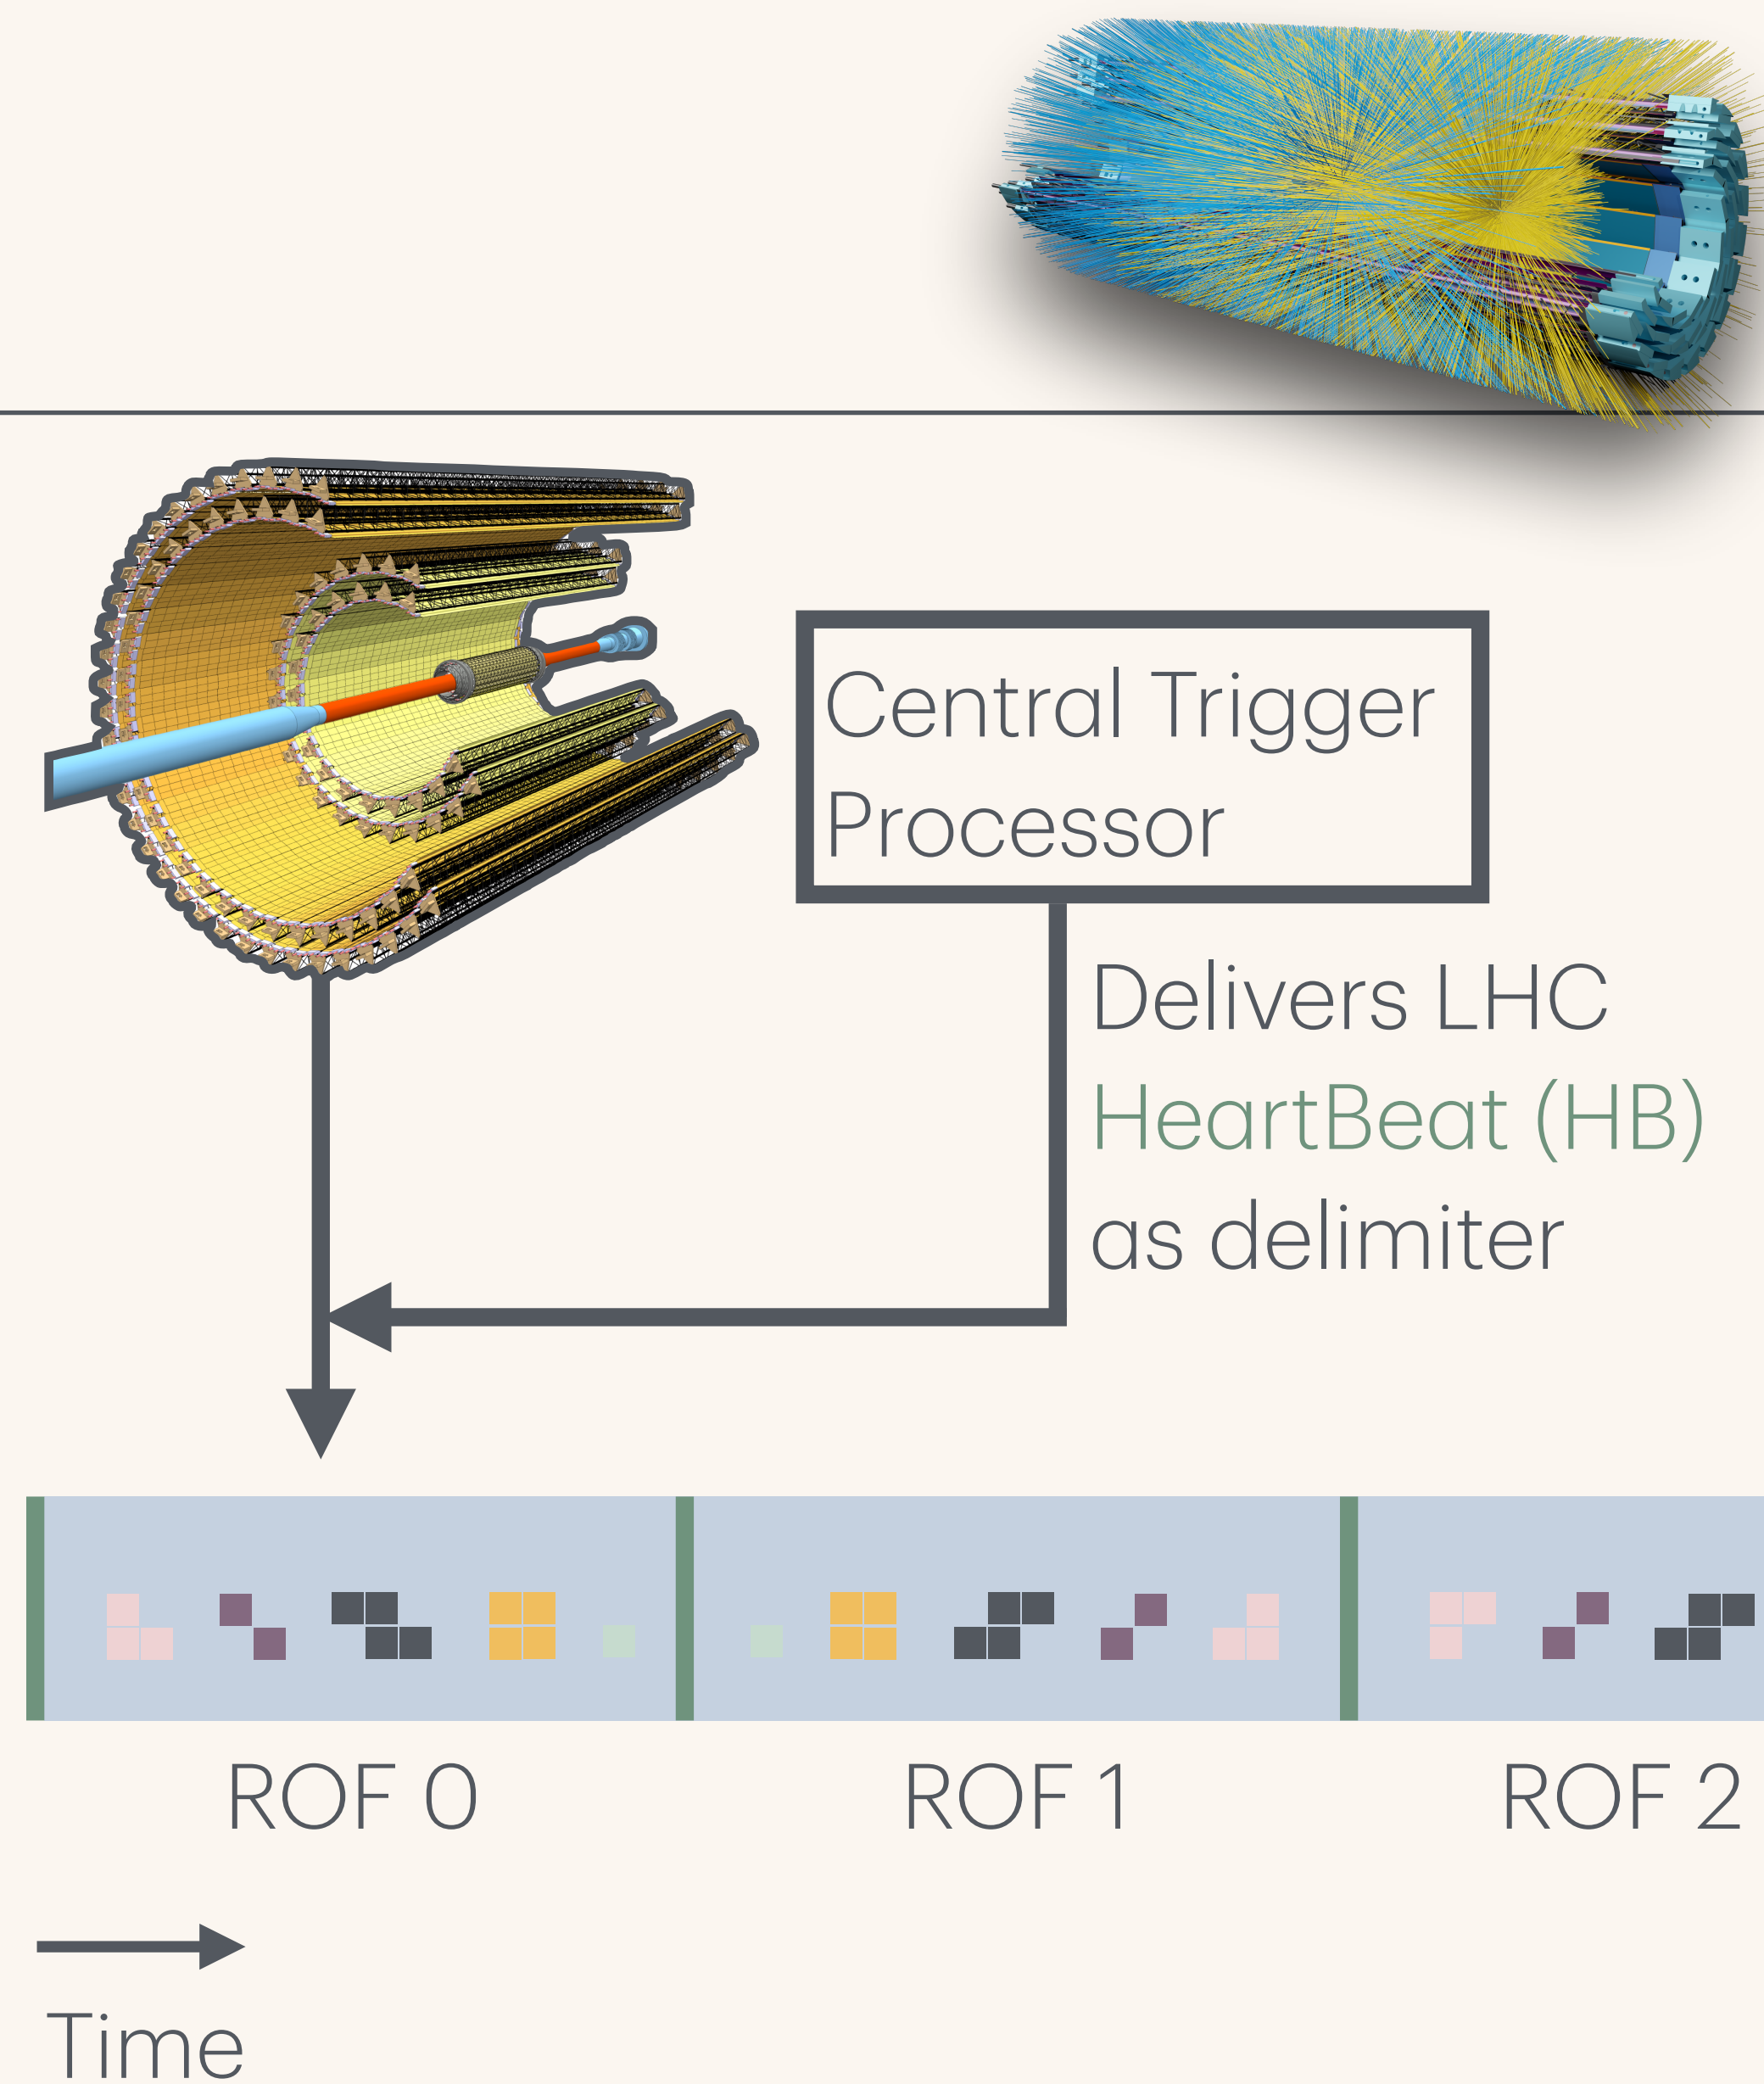 Central Trigger
Processor
Delivers LHC
HeartBeat (HB)
as delimiter
ROF 0
ROF 1
ROF 2
Time